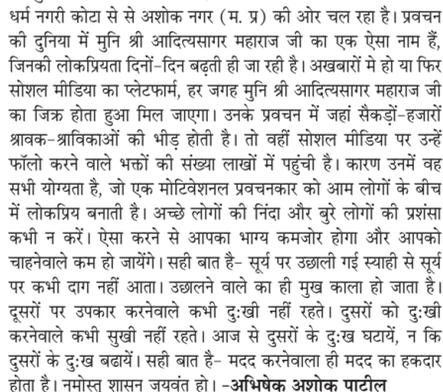 धर्म नगरी कोटा से से अशोक नगर (म. प्र) की ओर चल रहा है। प्रवचन
की दुनिया में मुनि श्री आदित्यसागर महाराज जी का एक ऐसा नाम हैं,
जिनकी लोकप्रियता दिनों-दिन बढ़ती ही जा रही है। अखबारों मे हो या फिर
सोशल मीडिया का प्लेटफार्म, हर जगह मुनि श्री आदित्यसागर महाराज जी
का जिक्र होता हुआ मिल जाएगा। उनके प्रवचन में जहां सैकड़ों-हजारों
श्रावक-श्राविकाओं की भीड़ होती है। तो वहीं सोशल मीडिया पर उन्हें
फॉलो करने वाले भक्तों की संख्या लाखों में पहुंची है। कारण उनमें वह
सभी योग्यता है, जो एक मोटिवेशनल प्रवचनकार को आम लोगों के बीच
में लोकप्रिय बनाती है। अच्छे लोगों की निंदा और बुरे लोगों की प्रशंसा
कभी न करें। ऐसा करने से आपका भाग्य कमजोर होगा और आपको
चाहनेवाले कम हो जायेंगे। सही बात है- सूर्य पर उछाली गई स्याही से सूर्य
पर कभी दाग नहीं आता। उछालने वाले का ही मुख काला हो जाता है।
दूसरों पर उपकार करनेवाले कभी दु:खी नहीं रहते। दुसरों को दु:खी
करनेवाले कभी सुखी नहीं रहते। आज से दुसरों के दु:ख घटायें, न कि
दुसरों के दु:ख बढायें। सही बात है- मदद करनेवाला ही मदद का हकदार
होता है। नमोस्तु शासन जयवंत हो। -अभिषेक अशोक पाटील